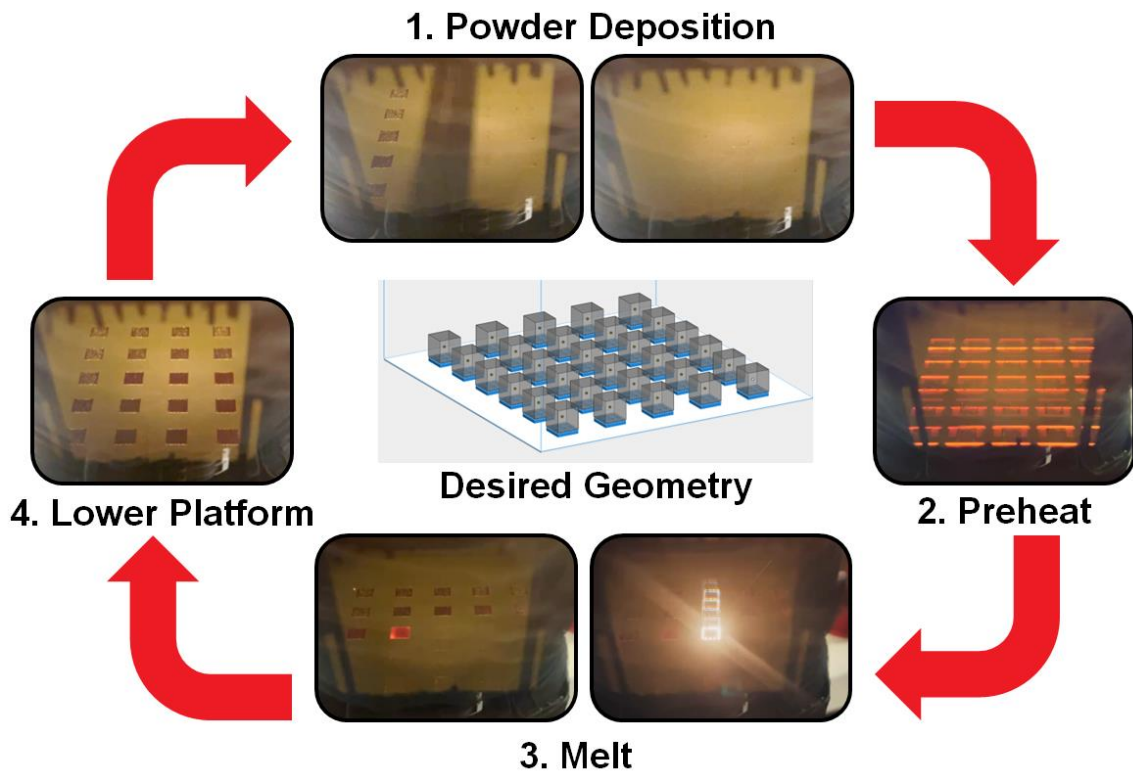 1. Powder Deposition
2. Preheat
3. Melt
4. Lower Platform
Desired Geometry